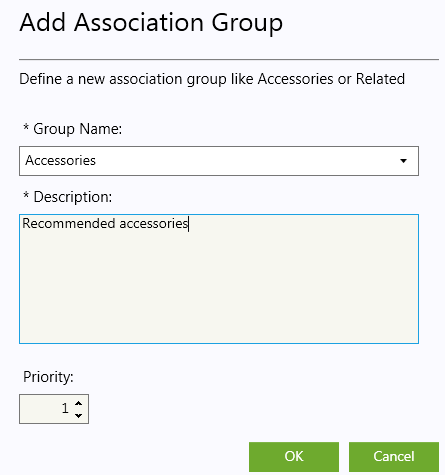 Add Association Group
Define a new association group like Accessories or Related
* Group Name:
Accessories
* Description:
Recommended accessories
Priority:
1
OK Cancel